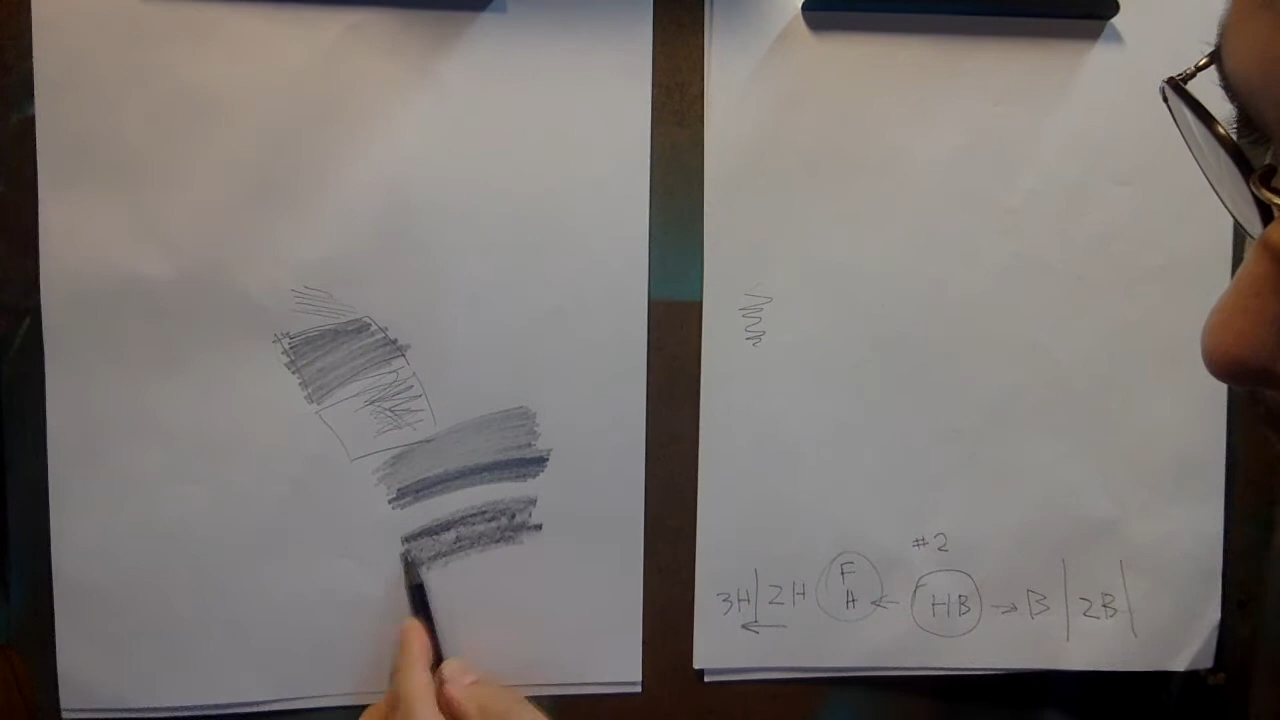 #2
3H | 2H F H ← HB → B | 2B |
←